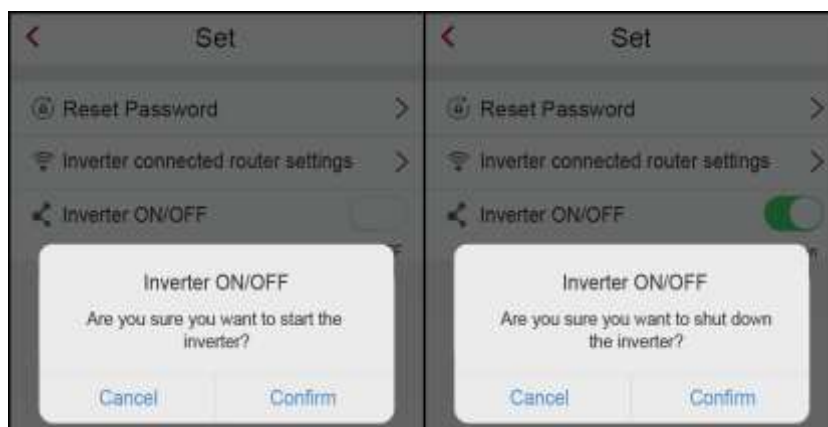 Set
Reset Password
Inverter connected router settings
Inverter ON/OFF
Inverter ON/OFF
Are you sure you want to start the
inverter?
Cancel Confirm
Set
Reset Password
Inverter connected router settings
Inverter ON/OFF
Inverter ON/OFF
Are you sure you want to shut down
the inverter?
Cancel Confirm